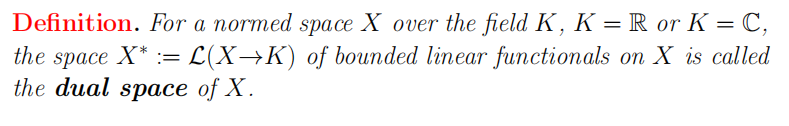 Definition. For a normed space X over the field K, K = ℝ or K = ℂ,
the space X* := ℒ(X→K) of bounded linear functionals on X is called
the dual space of X.